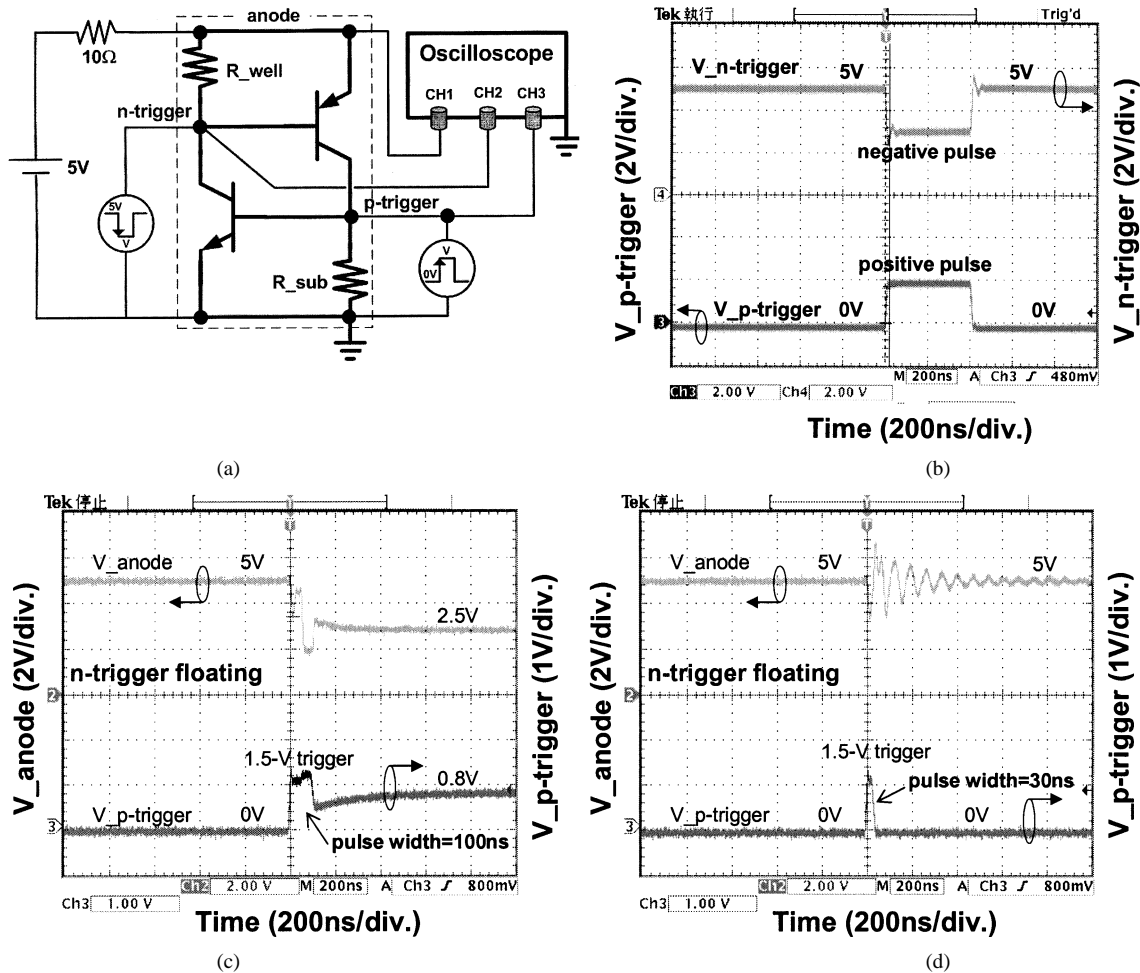 anode
10Ω
R_well
Oscilloscope
CH1 CH2 CH3
n-trigger
5V
5V
V
p-trigger
V
0V
R_sub
(a)
Tek 執行
Trig'd
V_n-trigger 5V 5V
negative pulse
4
positive pulse
V_p-trigger 0V 0V
3
V_p-trigger (2V/div.)
V_n-trigger (2V/div.)
M 200ns A Ch3 ʃ 480mV
Ch3 2.00 V Ch4 2.00 V
Time (200ns/div.)
(b)
Tek 停止
V_anode 5V
2.5V
n-trigger floating
2
1.5-V trigger
0.8V
V_p-trigger 0V
3
pulse width=100ns
V_anode (2V/div.)
V_p-trigger (1V/div.)
Ch2 2.00 V M 200ns A Ch3 ʃ 800mV
Ch3 1.00 V
Time (200ns/div.)
(c)
Tek 停止
V_anode 5V 5V
n-trigger floating
2
1.5-V trigger
pulse width=30ns
V_p-trigger 0V 0V
3
V_anode (2V/div.)
V_p-trigger (1V/div.)
Ch2 2.00 V M 200ns A Ch3 ʃ 800mV
Ch3 1.00 V
Time (200ns/div.)
(d)